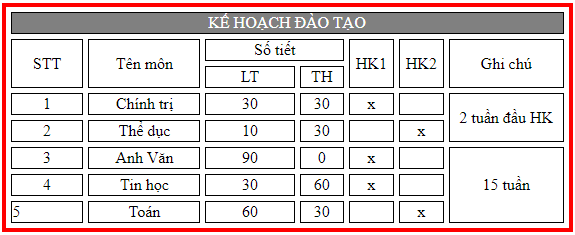 KẾ HOẠCH ĐÀO TẠO
STT Tên môn Số tiết HK1 HK2 Ghi chú
LT TH
1 Chính trị 30 30 x 2 tuần đầu HK
2 Thể dục 10 30 x
3 Anh Văn 90 0 x 15 tuần
4 Tin học 30 60 x
5 Toán 60 30 x